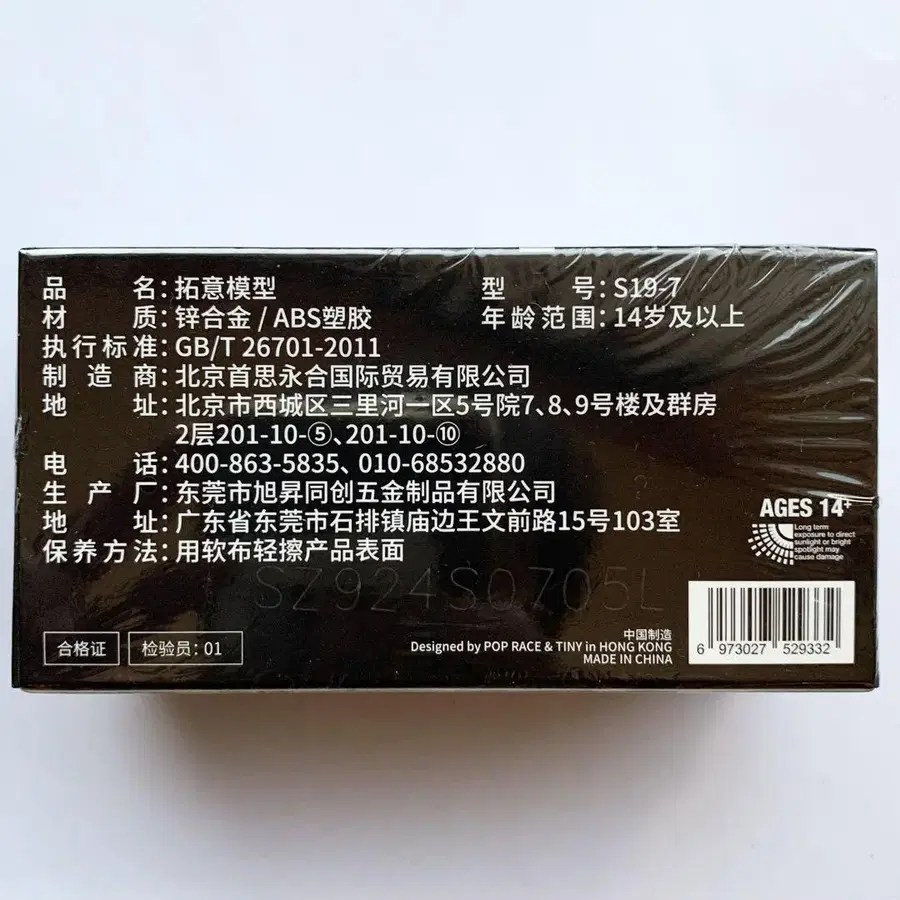 品名：拓意模型 型号：S19-7
材质：锌合金 / ABS塑胶 年龄范围：14岁及以上
执行标准：GB/T 26701-2011
制造商：北京首思永合国际贸易有限公司
地址：北京市西城区三里河一区5号院7、8、9号楼及群房
2层201-10-⑤、201-10-⑩
电话：400-863-5835、010-68532880
生产厂：东莞市旭昇同创五金制品有限公司
地址：广东省东莞市石排镇庙边王文前路15号103室
保养方法：用软布轻擦产品表面
AGES 14+
Long term
exposure to direct
sunlight or bright
spotlight may
cause damage
SZ924S0705L
合格证
检验员：01
中国制造
Designed by POP RACE & TINY in HONG KONG
MADE IN CHINA
6 973027 529332